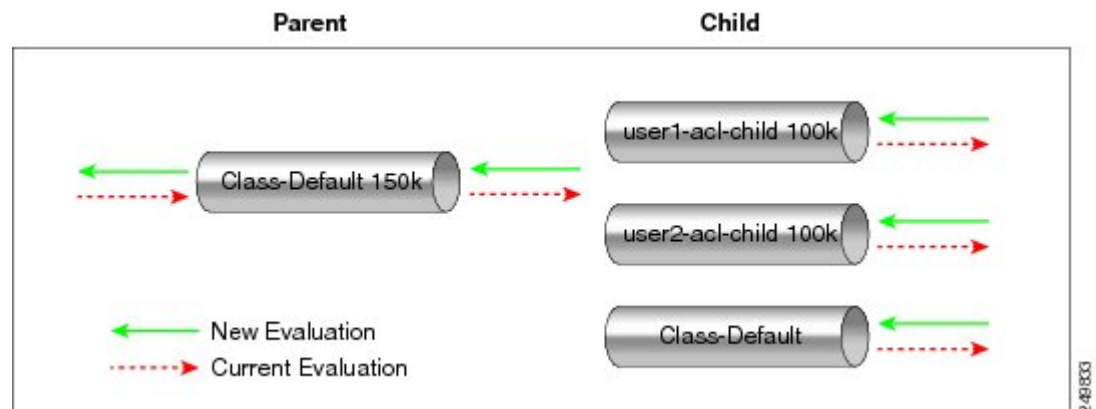 Parent
Child
user1-acl-child 100k
Class-Default 150k
user2-acl-child 100k
Class-Default
New Evaluation
Current Evaluation
249833